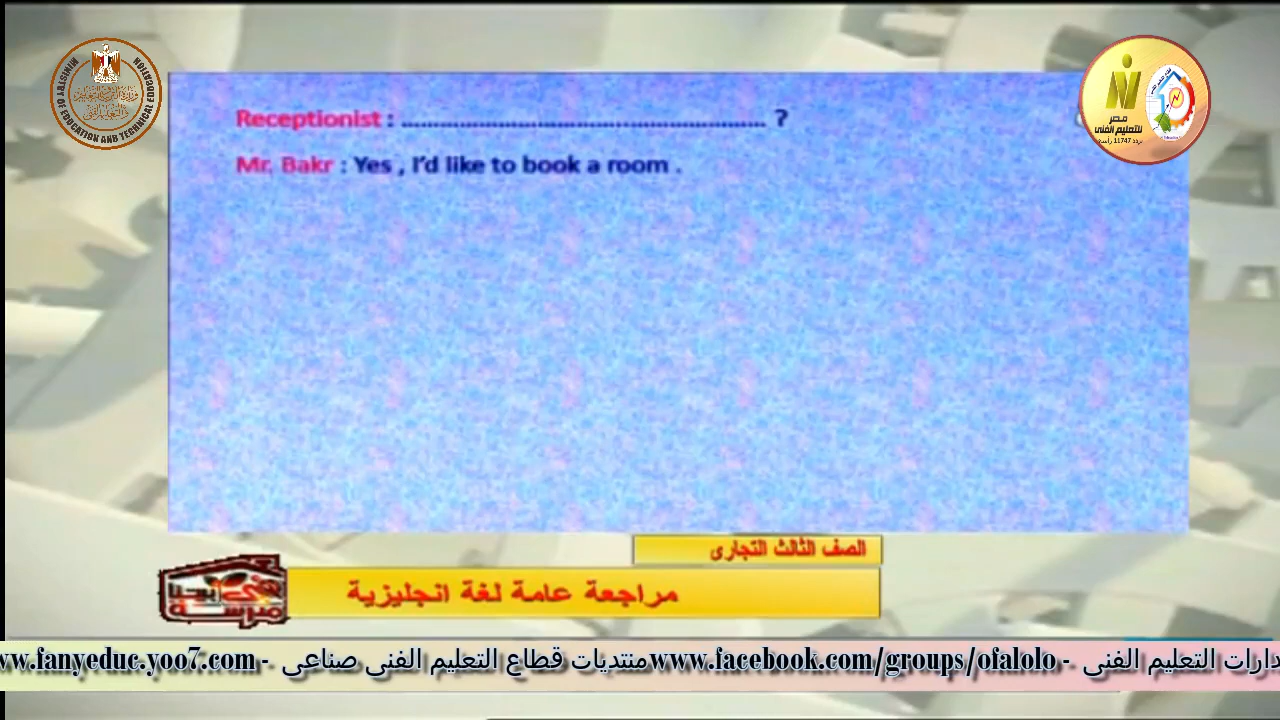 MINISTRY OF EDUCATION AND TECHNICAL EDUCATION
مصر
للتعليم الفنى
Receptionist : ........................................................ ?
Mr. Bakr : Yes , I'd like to book a room .
الصف الثالث التجارى
مراجعة عامة لغة انجليزية
مدرسة
دارات التعليم الفنى - www.facebook.com/groups/ofalolo منتديات قطاع التعليم الفنى صناعى - ww.fanyeduc.yoo7.com